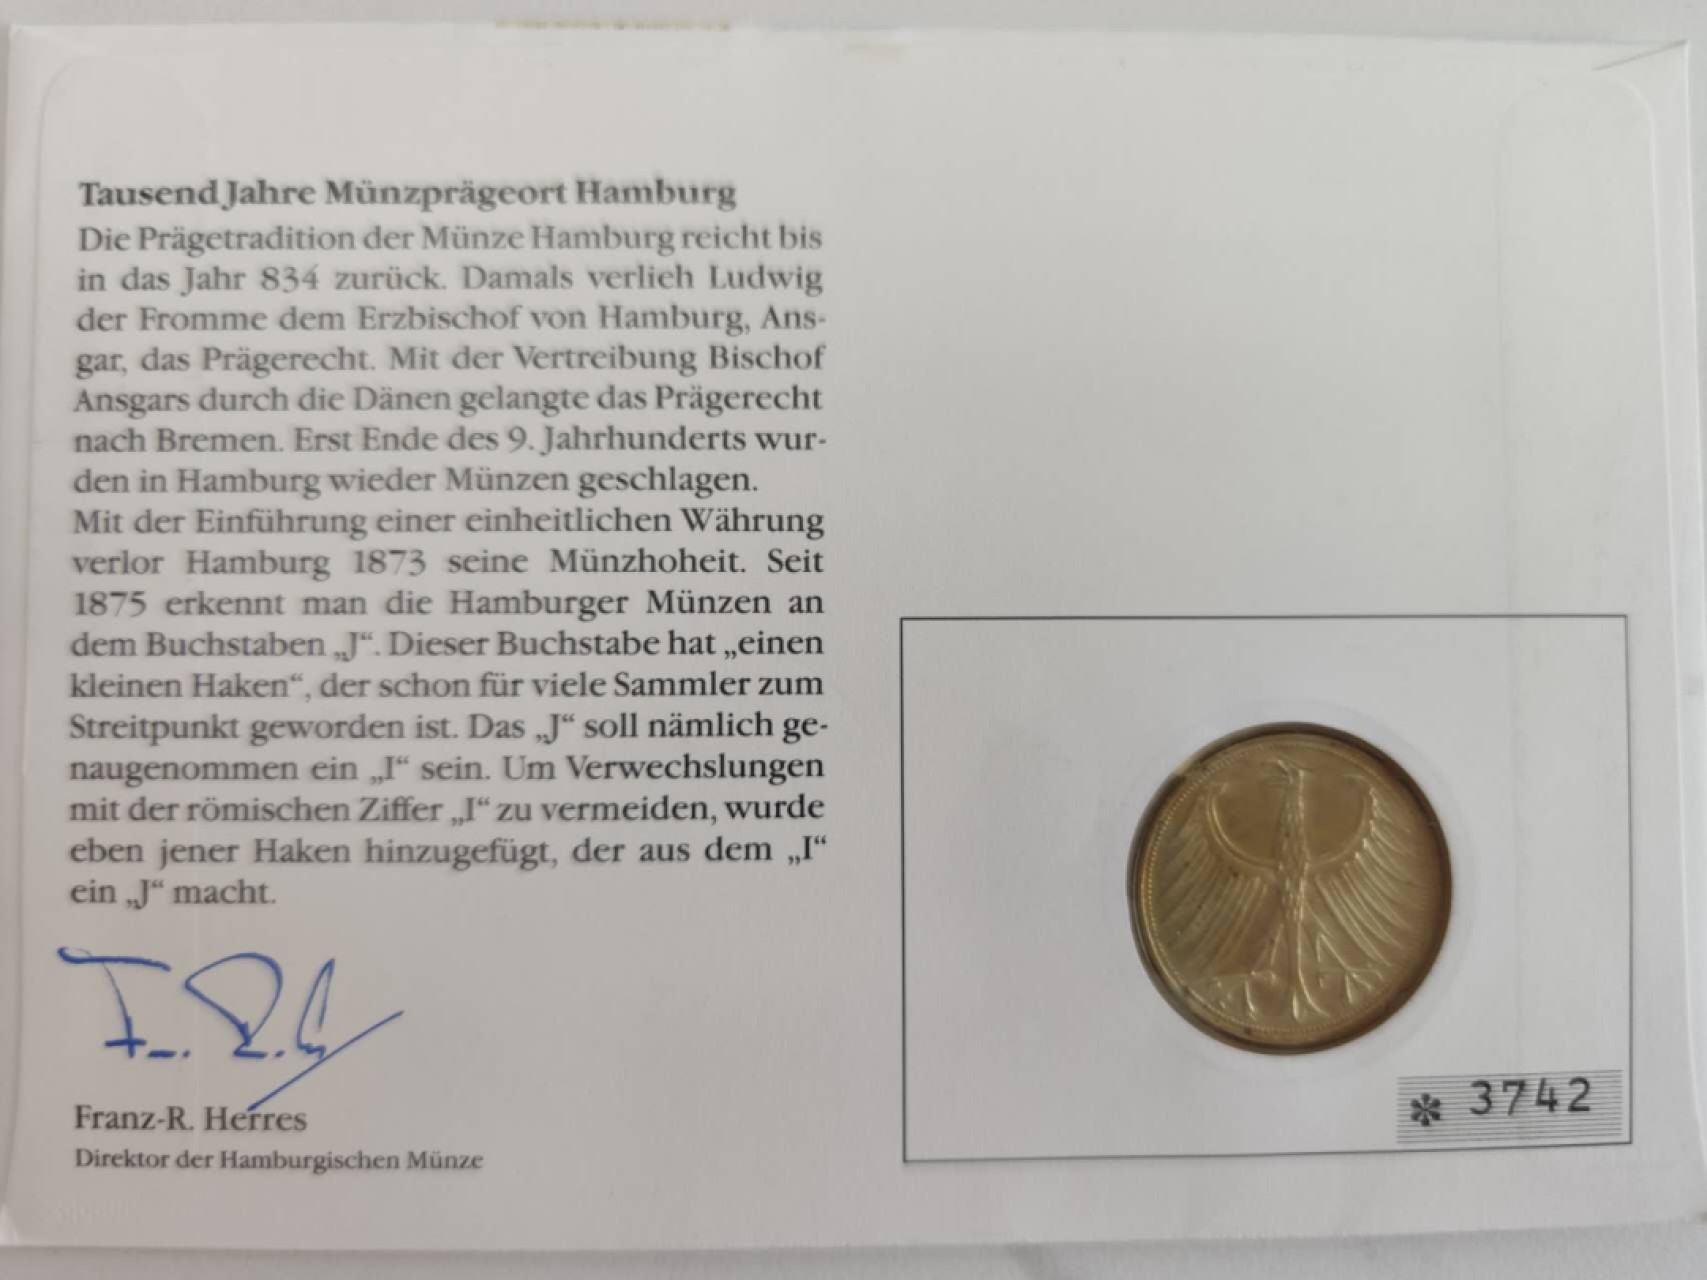 Tausend Jahre Münzprägeort Hamburg
Die Prägetradition der Münze Hamburg reicht bis
in das Jahr 834 zurück. Damals verlieh Ludwig
der Fromme dem Erzbischof von Hamburg, Ans-
gar, das Prägerecht. Mit der Vertreibung Bischof
Ansgars durch die Dänen gelangte das Prägerecht
nach Bremen. Erst Ende des 9. Jahrhunderts wur-
den in Hamburg wieder Münzen geschlagen.
Mit der Einführung einer einheitlichen Währung
verlor Hamburg 1873 seine Münzhoheit. Seit
1875 erkennt man die Hamburger Münzen an
dem Buchstaben „J“. Dieser Buchstabe hat „einen
kleinen Haken“, der schon für viele Sammler zum
Streitpunkt geworden ist. Das „J“ soll nämlich ge-
naugenommen ein „I“ sein. Um Verwechslungen
mit der römischen Ziffer „I“ zu vermeiden, wurde
eben jener Haken hinzugefügt, der aus dem „I“
ein „J“ macht.
Franz-R. Herres
Direktor der Hamburgischen Münze
* 3742